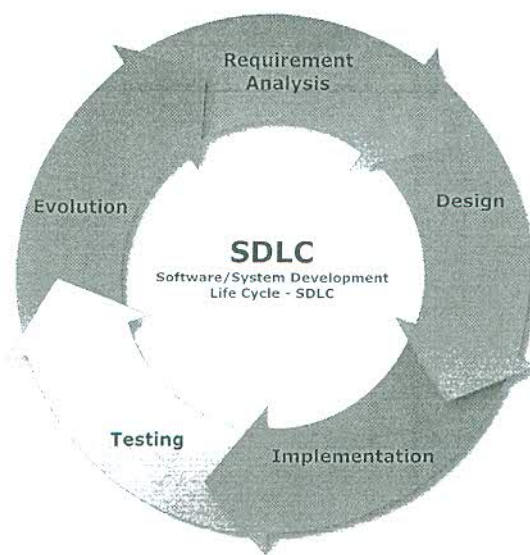 Requirement
Analysis
Design
Implementation
Testing
Evolution
SDLC
Software/System Development
Life Cycle - SDLC